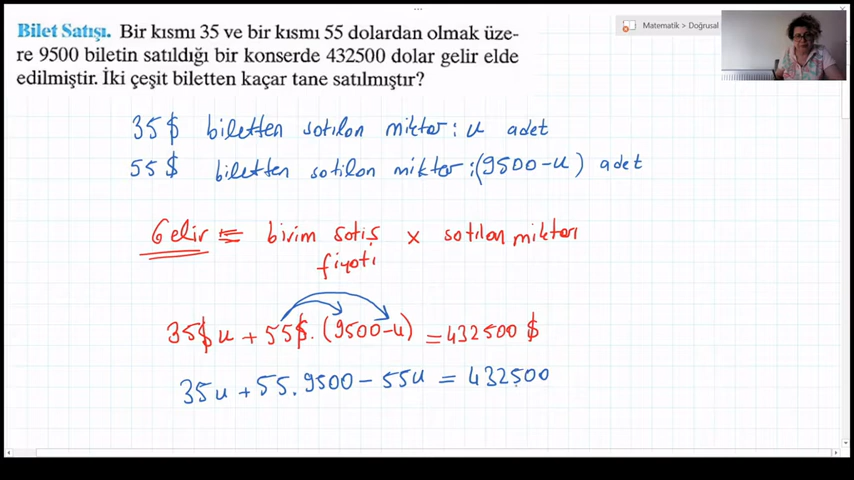 Bilet Satışı. Bir kısmı 35 ve bir kısmı 55 dolardan olmak üze-
re 9500 biletin satıldığı bir konserde 432500 dolar gelir elde
edilmiştir. İki çeşit biletten kaçar tane satılmıştır?
Matematik > Doğrusal
35$ biletten satılan miktar: u adet
55$ biletten satılan miktar: (9500-u) adet
Gelir = birim satış x satılan miktarı
fiyatı
35$u + 55$.(9500-u) = 432500 $
35u + 55.9500 - 55u = 432500